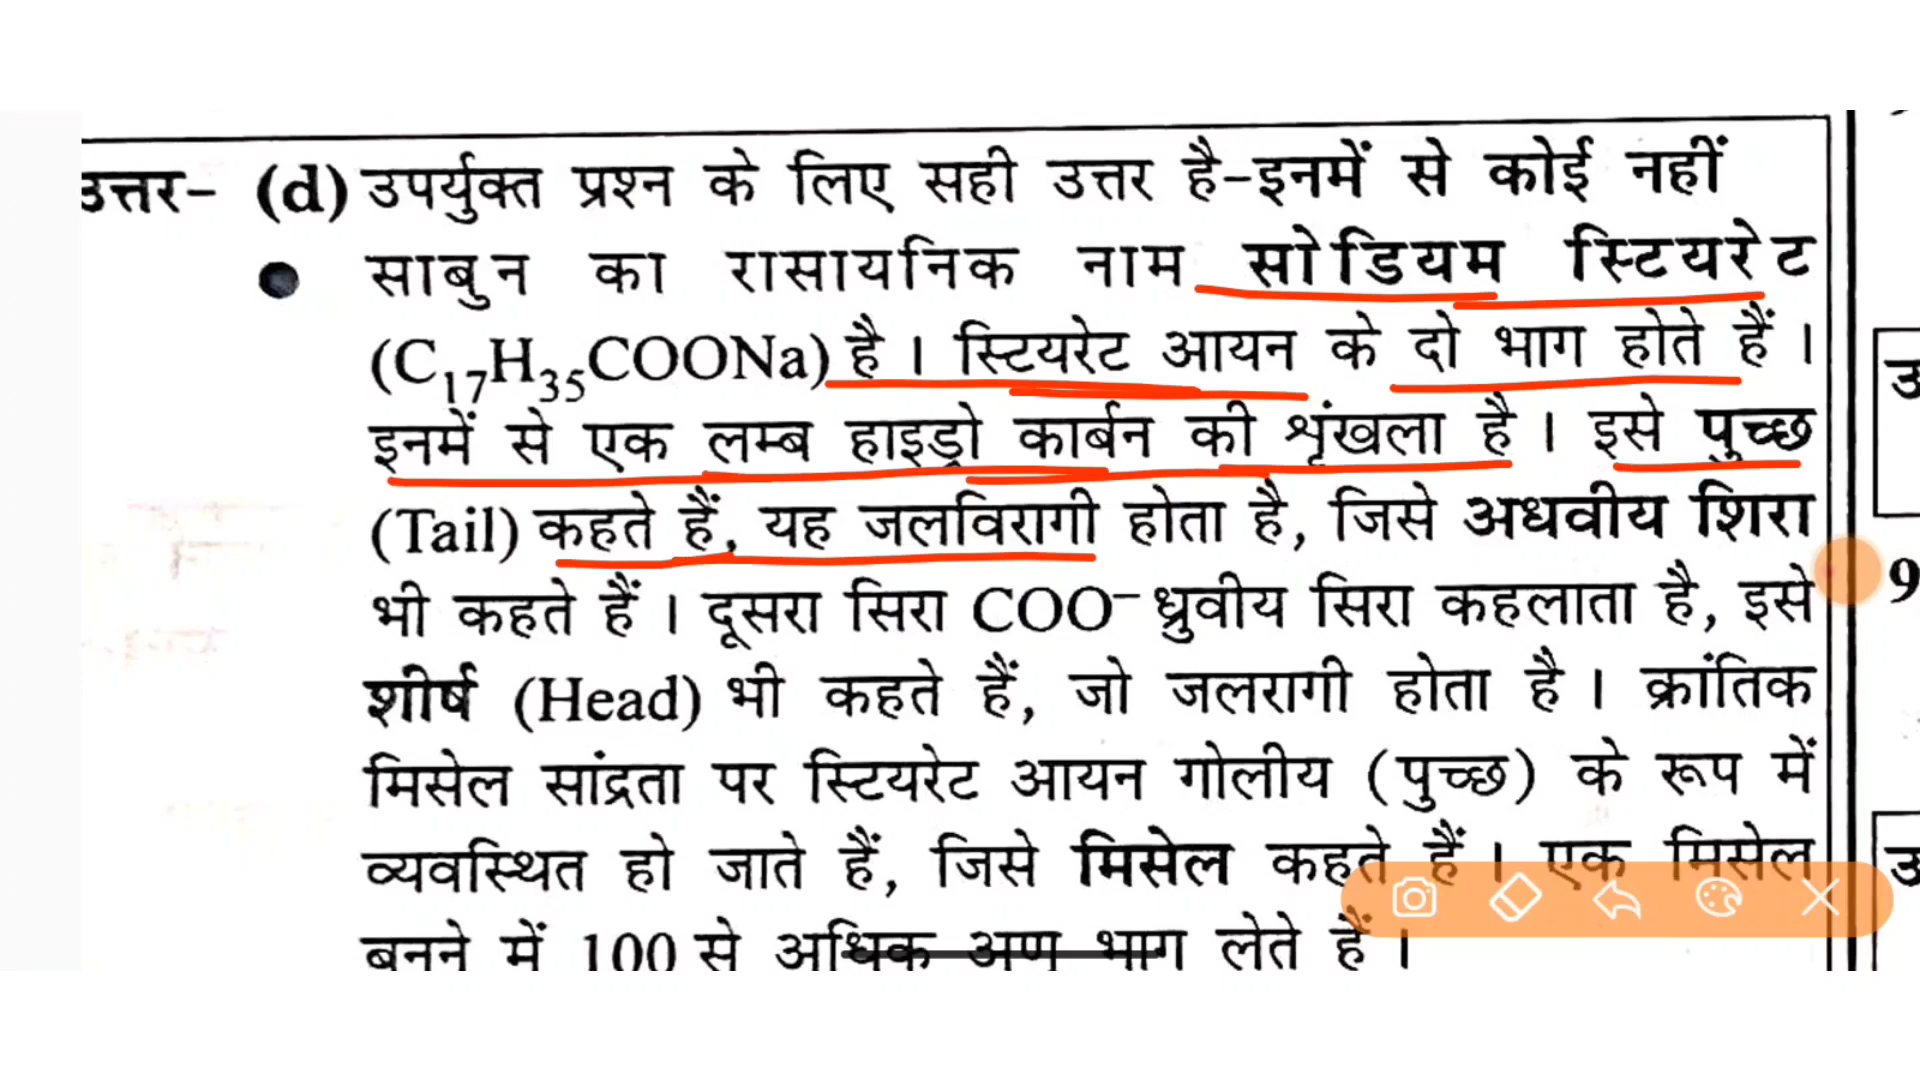 उत्तर- (d) उपर्युक्त प्रश्न के लिए सही उत्तर है-इनमें से कोई नहीं
● साबुन का रासायनिक नाम सोडियम स्टियरेट
(C₁₇H₃₅COONa) है। स्टियरेट आयन के दो भाग होते हैं।
इनमें से एक लम्ब हाइड्रो कार्बन की शृंखला है। इसे पुच्छ
(Tail) कहते हैं, यह जलविरागी होता है, जिसे अधवीय शिरा
भी कहते हैं। दूसरा सिरा COO⁻ ध्रुवीय सिरा कहलाता है, इसे
शीर्ष (Head) भी कहते हैं, जो जलरागी होता है। क्रांतिक
मिसेल सांद्रता पर स्टियरेट आयन गोलीय (पुच्छ) के रूप में
व्यवस्थित हो जाते हैं, जिसे मिसेल कहते हैं। एक मिसेल
बनने में 100 से अधिक अणु भाग लेते हैं।
उ
9
उ